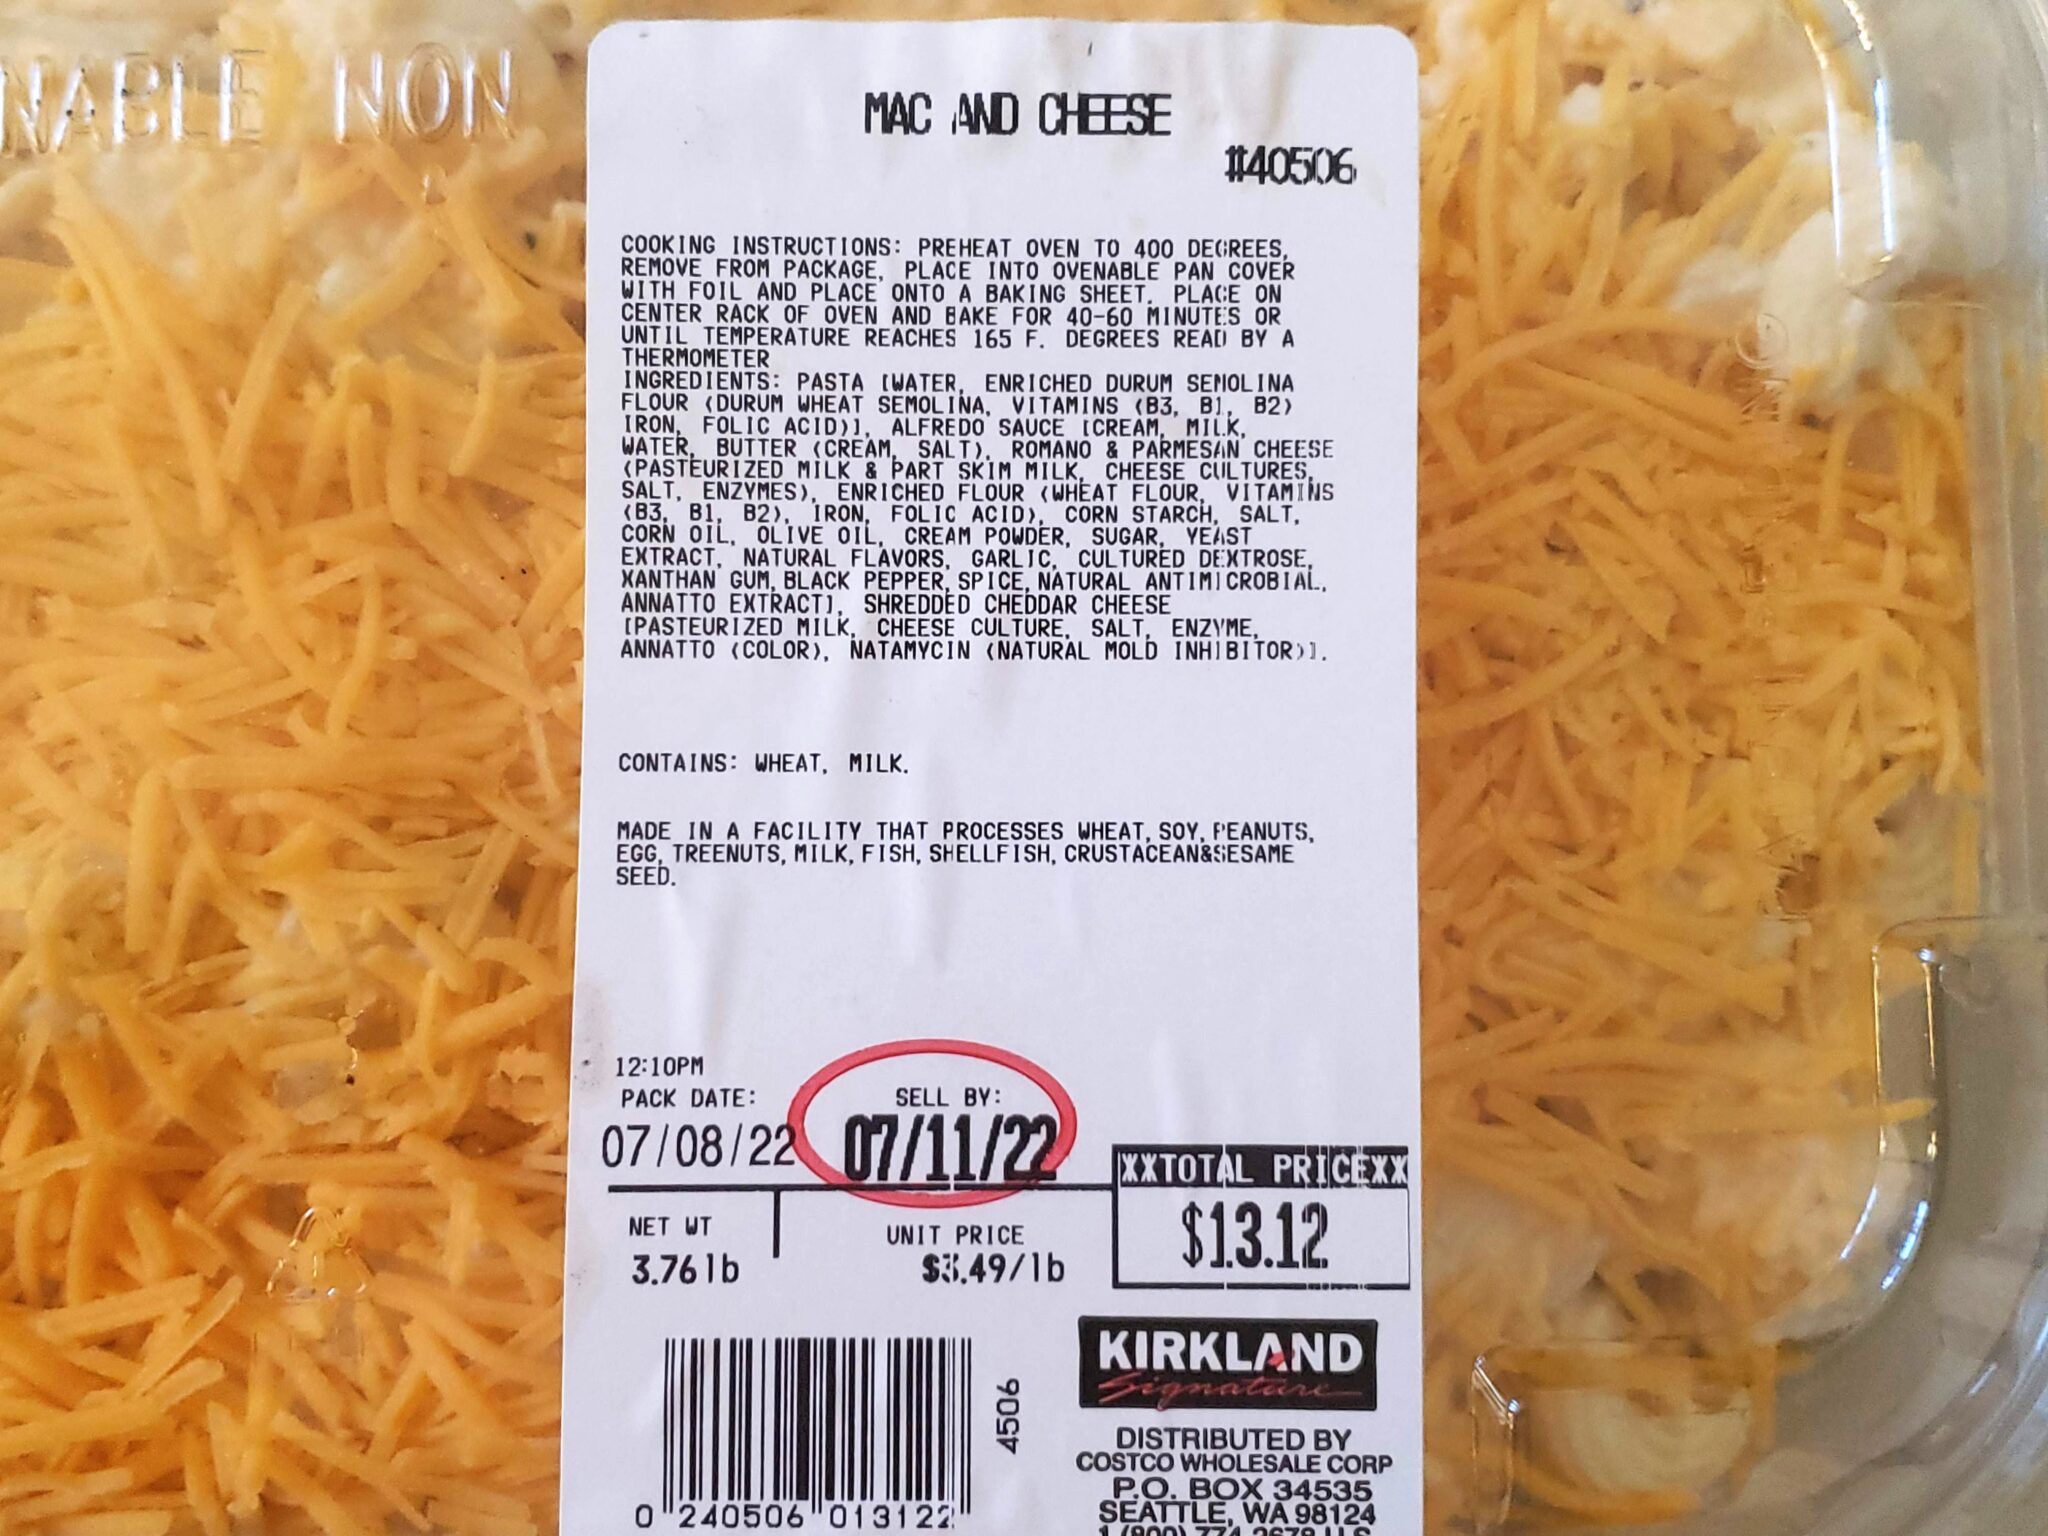 NABLE NON
MAC AND CHEESE
#40506
COOKING INSTRUCTIONS: PREHEAT OVEN TO 400 DEGREES,
REMOVE FROM PACKAGE, PLACE INTO OVENABLE PAN COVER
WITH FOIL AND PLACE ONTO A BAKING SHEET. PLACE ON
CENTER RACK OF OVEN AND BAKE FOR 40-60 MINUTES OR
UNTIL TEMPERATURE REACHES 165 F. DEGREES READ BY A
THERMOMETER
INGREDIENTS: PASTA [WATER, ENRICHED DURUM SEMOLINA
FLOUR (DURUM WHEAT SEMOLINA, VITAMINS (B3, B1, B2)
IRON, FOLIC ACID)], ALFREDO SAUCE [CREAM, MILK,
WATER, BUTTER (CREAM, SALT), ROMANO & PARMESAN CHEESE
(PASTEURIZED MILK & PART SKIM MILK, CHEESE CULTURES,
SALT, ENZYMES), ENRICHED FLOUR (WHEAT FLOUR, VITAMINS
(B3, B1, B2), IRON, FOLIC ACID), CORN STARCH, SALT,
CORN OIL, OLIVE OIL, CREAM POWDER, SUGAR, YEAST
EXTRACT, NATURAL FLAVORS, GARLIC, CULTURED DEXTROSE,
XANTHAN GUM, BLACK PEPPER, SPICE, NATURAL ANTIMICROBIAL,
ANNATTO EXTRACT], SHREDDED CHEDDAR CHEESE
[PASTEURIZED MILK, CHEESE CULTURE, SALT, ENZYME,
ANNATTO (COLOR), NATAMYCIN (NATURAL MOLD INHIBITOR)].
CONTAINS: WHEAT, MILK.
MADE IN A FACILITY THAT PROCESSES WHEAT, SOY, PEANUTS,
EGG, TREENUTS, MILK, FISH, SHELLFISH, CRUSTACEAN&SESAME
SEED.
12:10PM
PACK DATE: SELL BY:
07/08/22 07/11/22
XXTOTAL PRICEXX
$13.12
NET WT UNIT PRICE
3.76 lb $3.49/lb
4506
0 240506 013122
KIRKLAND
Signature
DISTRIBUTED BY
COSTCO WHOLESALE CORP
P.O. BOX 34535
SEATTLE, WA 98124
1 (800) 774-2678 U.S.